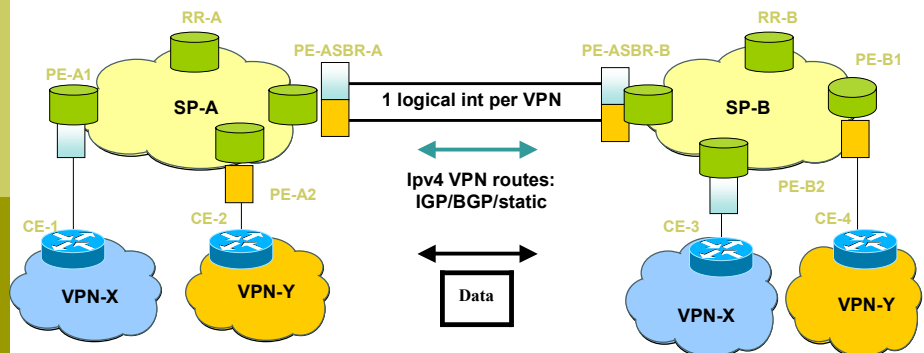 RR-A
RR-B
PE-ASBR-A
PE-ASBR-B
PE-A1
PE-B1
SP-A
1 logical int per VPN
SP-B
Ipv4 VPN routes:
IGP/BGP/static
PE-A2
PE-B2
CE-1
CE-2
CE-3
CE-4
VPN-X
VPN-Y
Data
VPN-X
VPN-Y